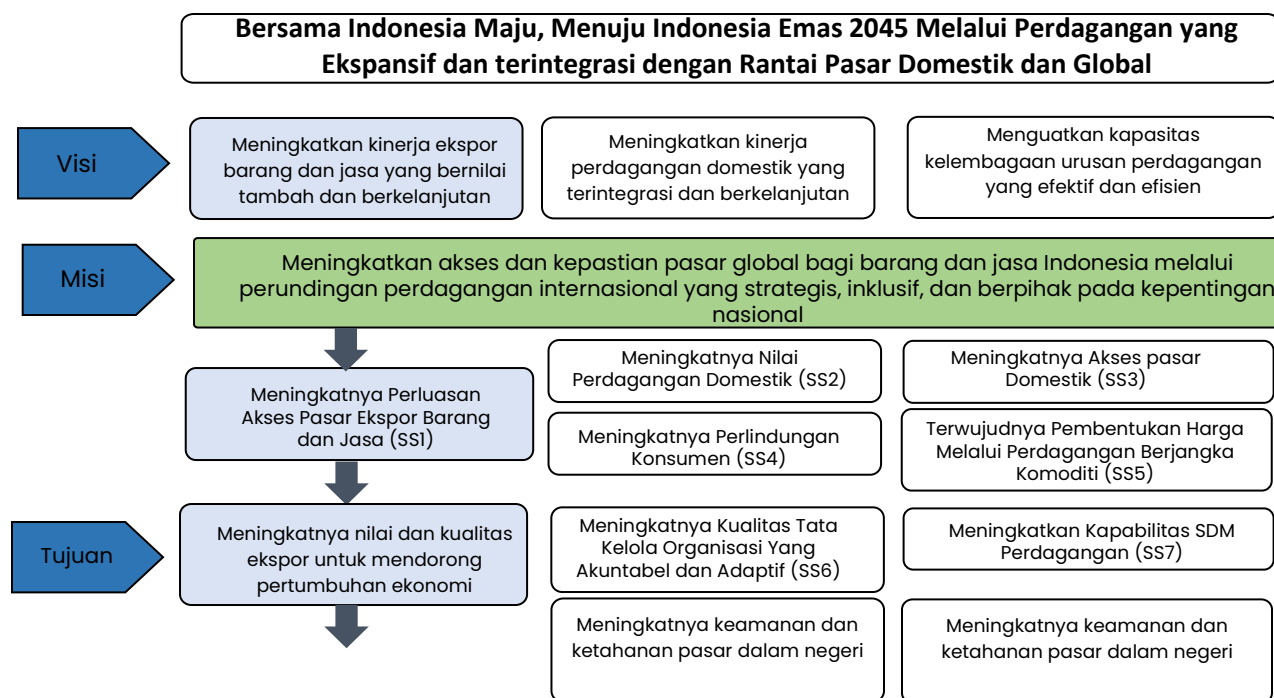 Bersama Indonesia Maju, Menuju Indonesia Emas 2045 Melalui Perdagangan yang
Ekspansif dan terintegrasi dengan Rantai Pasar Domestik dan Global
Visi
Meningkatkan kinerja ekspor
barang dan jasa yang bernilai
tambah dan berkelanjutan
Meningkatkan kinerja
perdagangan domestik yang
terintegrasi dan berkelanjutan
Menguatkan kapasitas
kelembagaan urusan perdagangan
yang efektif dan efisien
Misi
Meningkatkan akses dan kepastian pasar global bagi barang dan jasa Indonesia melalui
perundingan perdagangan internasional yang strategis, inklusif, dan berpihak pada kepentingan
nasional
Meningkatnya Perluasan
Akses Pasar Ekspor Barang
dan Jasa (SS1)
Meningkatnya Nilai
Perdagangan Domestik (SS2)
Meningkatnya Akses pasar
Domestik (SS3)
Meningkatnya Perlindungan
Konsumen (SS4)
Terwujudnya Pembentukan Harga
Melalui Perdagangan Berjangka
Komoditi (SS5)
Tujuan
Meningkatnya nilai dan kualitas
ekspor untuk mendorong
pertumbuhan ekonomi
Meningkatnya Kualitas Tata
Kelola Organisasi Yang
Akuntabel dan Adaptif (SS6)
Meningkatkan Kapabilitas SDM
Perdagangan (SS7)
Meningkatnya keamanan dan
ketahanan pasar dalam negeri
Meningkatnya keamanan dan
ketahanan pasar dalam negeri